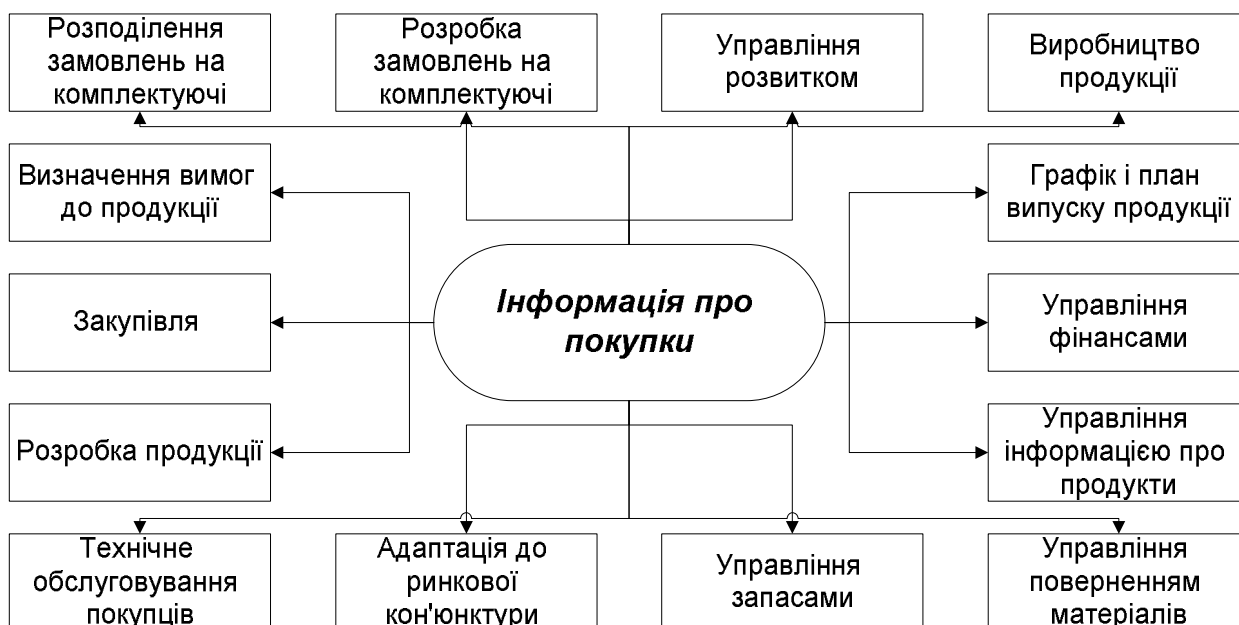 Розподілення
замовлень на
комплектуючі
Розробка
замовлень на
комплектуючі
Управління
розвитком
Виробництво
продукції
Визначення вимог
до продукції
Графік і план
випуску продукції
Інформація про
покупки
Закупівля
Управління
фінансами
Розробка продукції
Управління
інформацією про
продукти
Технічне
обслуговування
покупців
Адаптація до
ринкової
кон'юнктури
Управління
запасами
Управління
поверненням
матеріалів